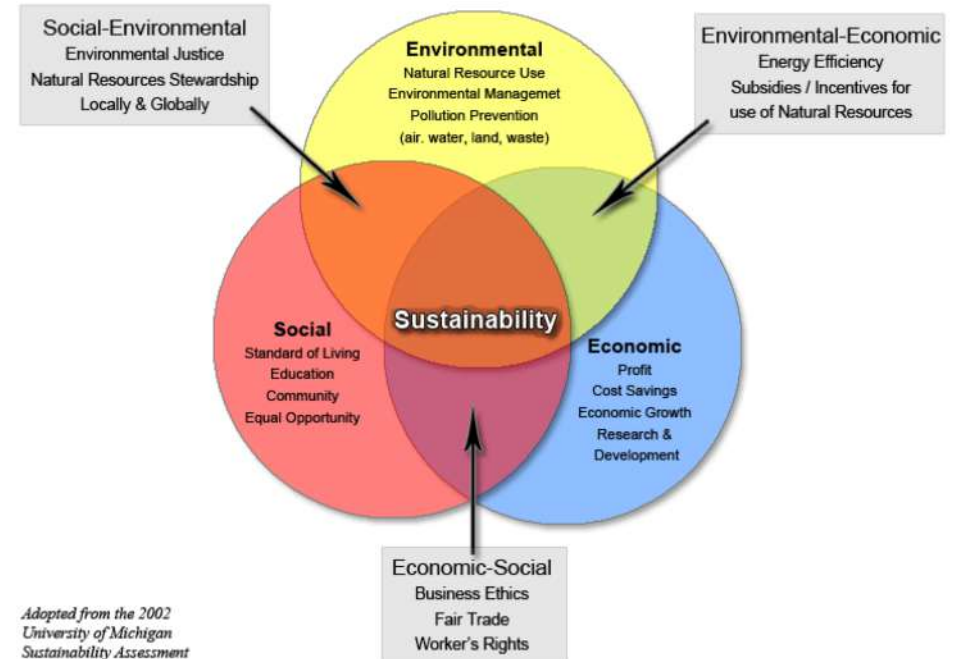 Social-Environmental
Environmental Justice
Natural Resources Stewardship
Locally & Globally
Environmental
Natural Resource Use
Environmental Managemet
Pollution Prevention
(air. water, land, waste)
Environmental-Economic
Energy Efficiency
Subsidies / Incentives for
use of Natural Resources
Social
Standard of Living
Education
Community
Equal Opportunity
Sustainability
Economic
Profit
Cost Savings
Economic Growth
Research &
Development
Economic-Social
Business Ethics
Fair Trade
Worker's Rights
Adopted from the 2002
University of Michigan
Sustainability Assessment